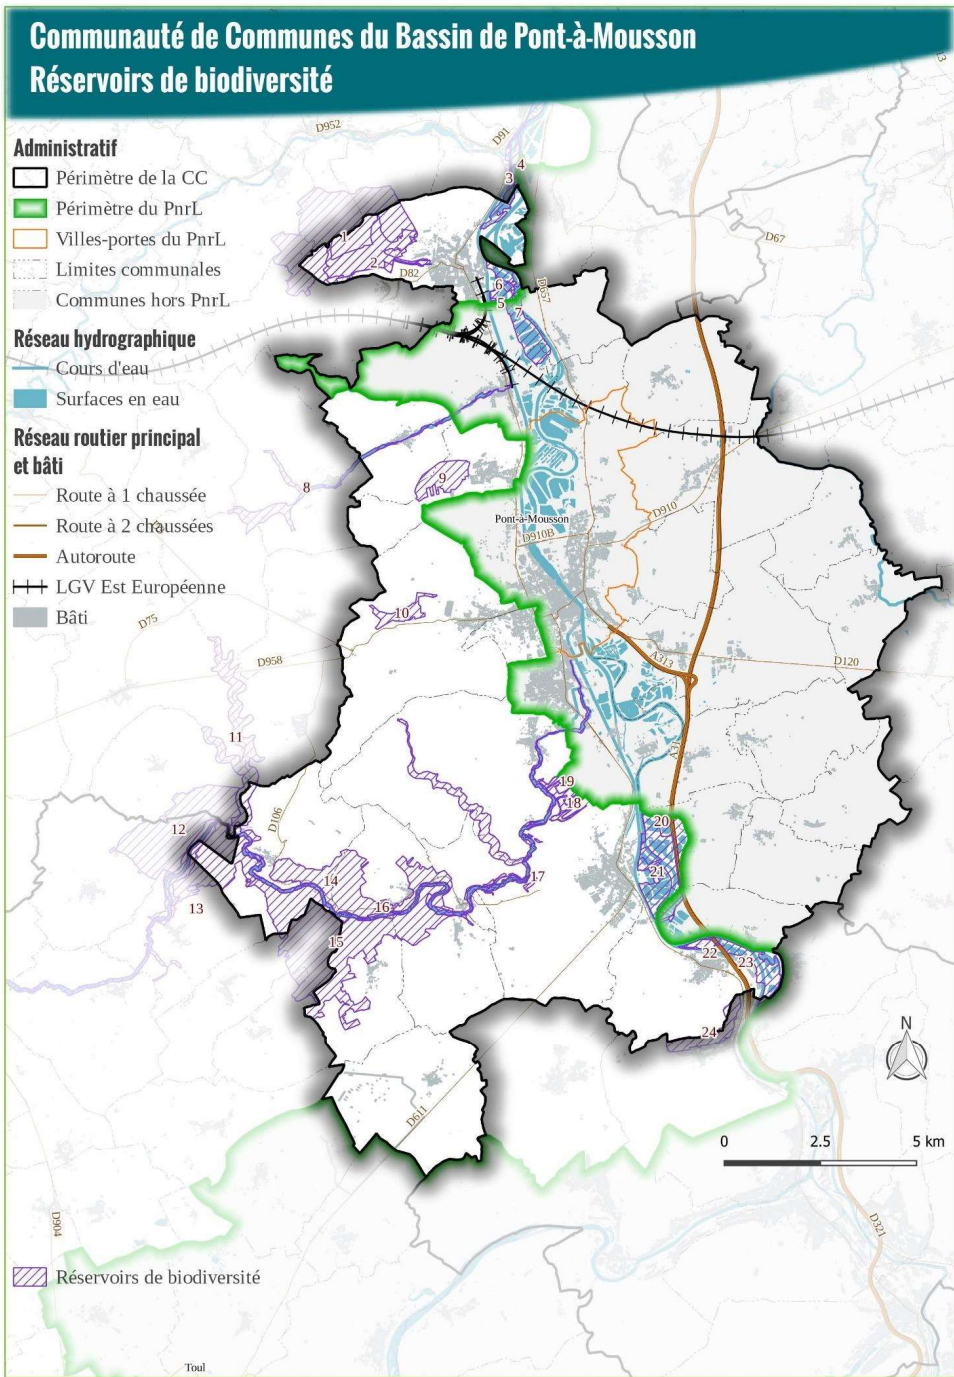 Communauté de Communes du Bassin de Pont-à-Mousson
Réservoirs de biodiversité
Administratif
Périmètre de la CC
Périmètre du PnrL
Villes-portes du PnrL
Limites communales
Communes hors PnrL
Réseau hydrographique
Cours d'eau
Surfaces en eau
Réseau routier principal
et bâti
Route à 1 chaussée
Route à 2 chaussées
Autoroute
LGV Est Européenne
Bâti
Réservoirs de biodiversité
D952
D91
4
3
1
2
D82
D67
6
5
D657
7
8
9
Pont-à-Mousson
D910
D910B
10
D75
D958
A313
D120
11
A31
D106
19
18
12
20
14
17
21
13
16
15
22
23
24
N
D611
0
2.5
5 km
D904
D321
Toul